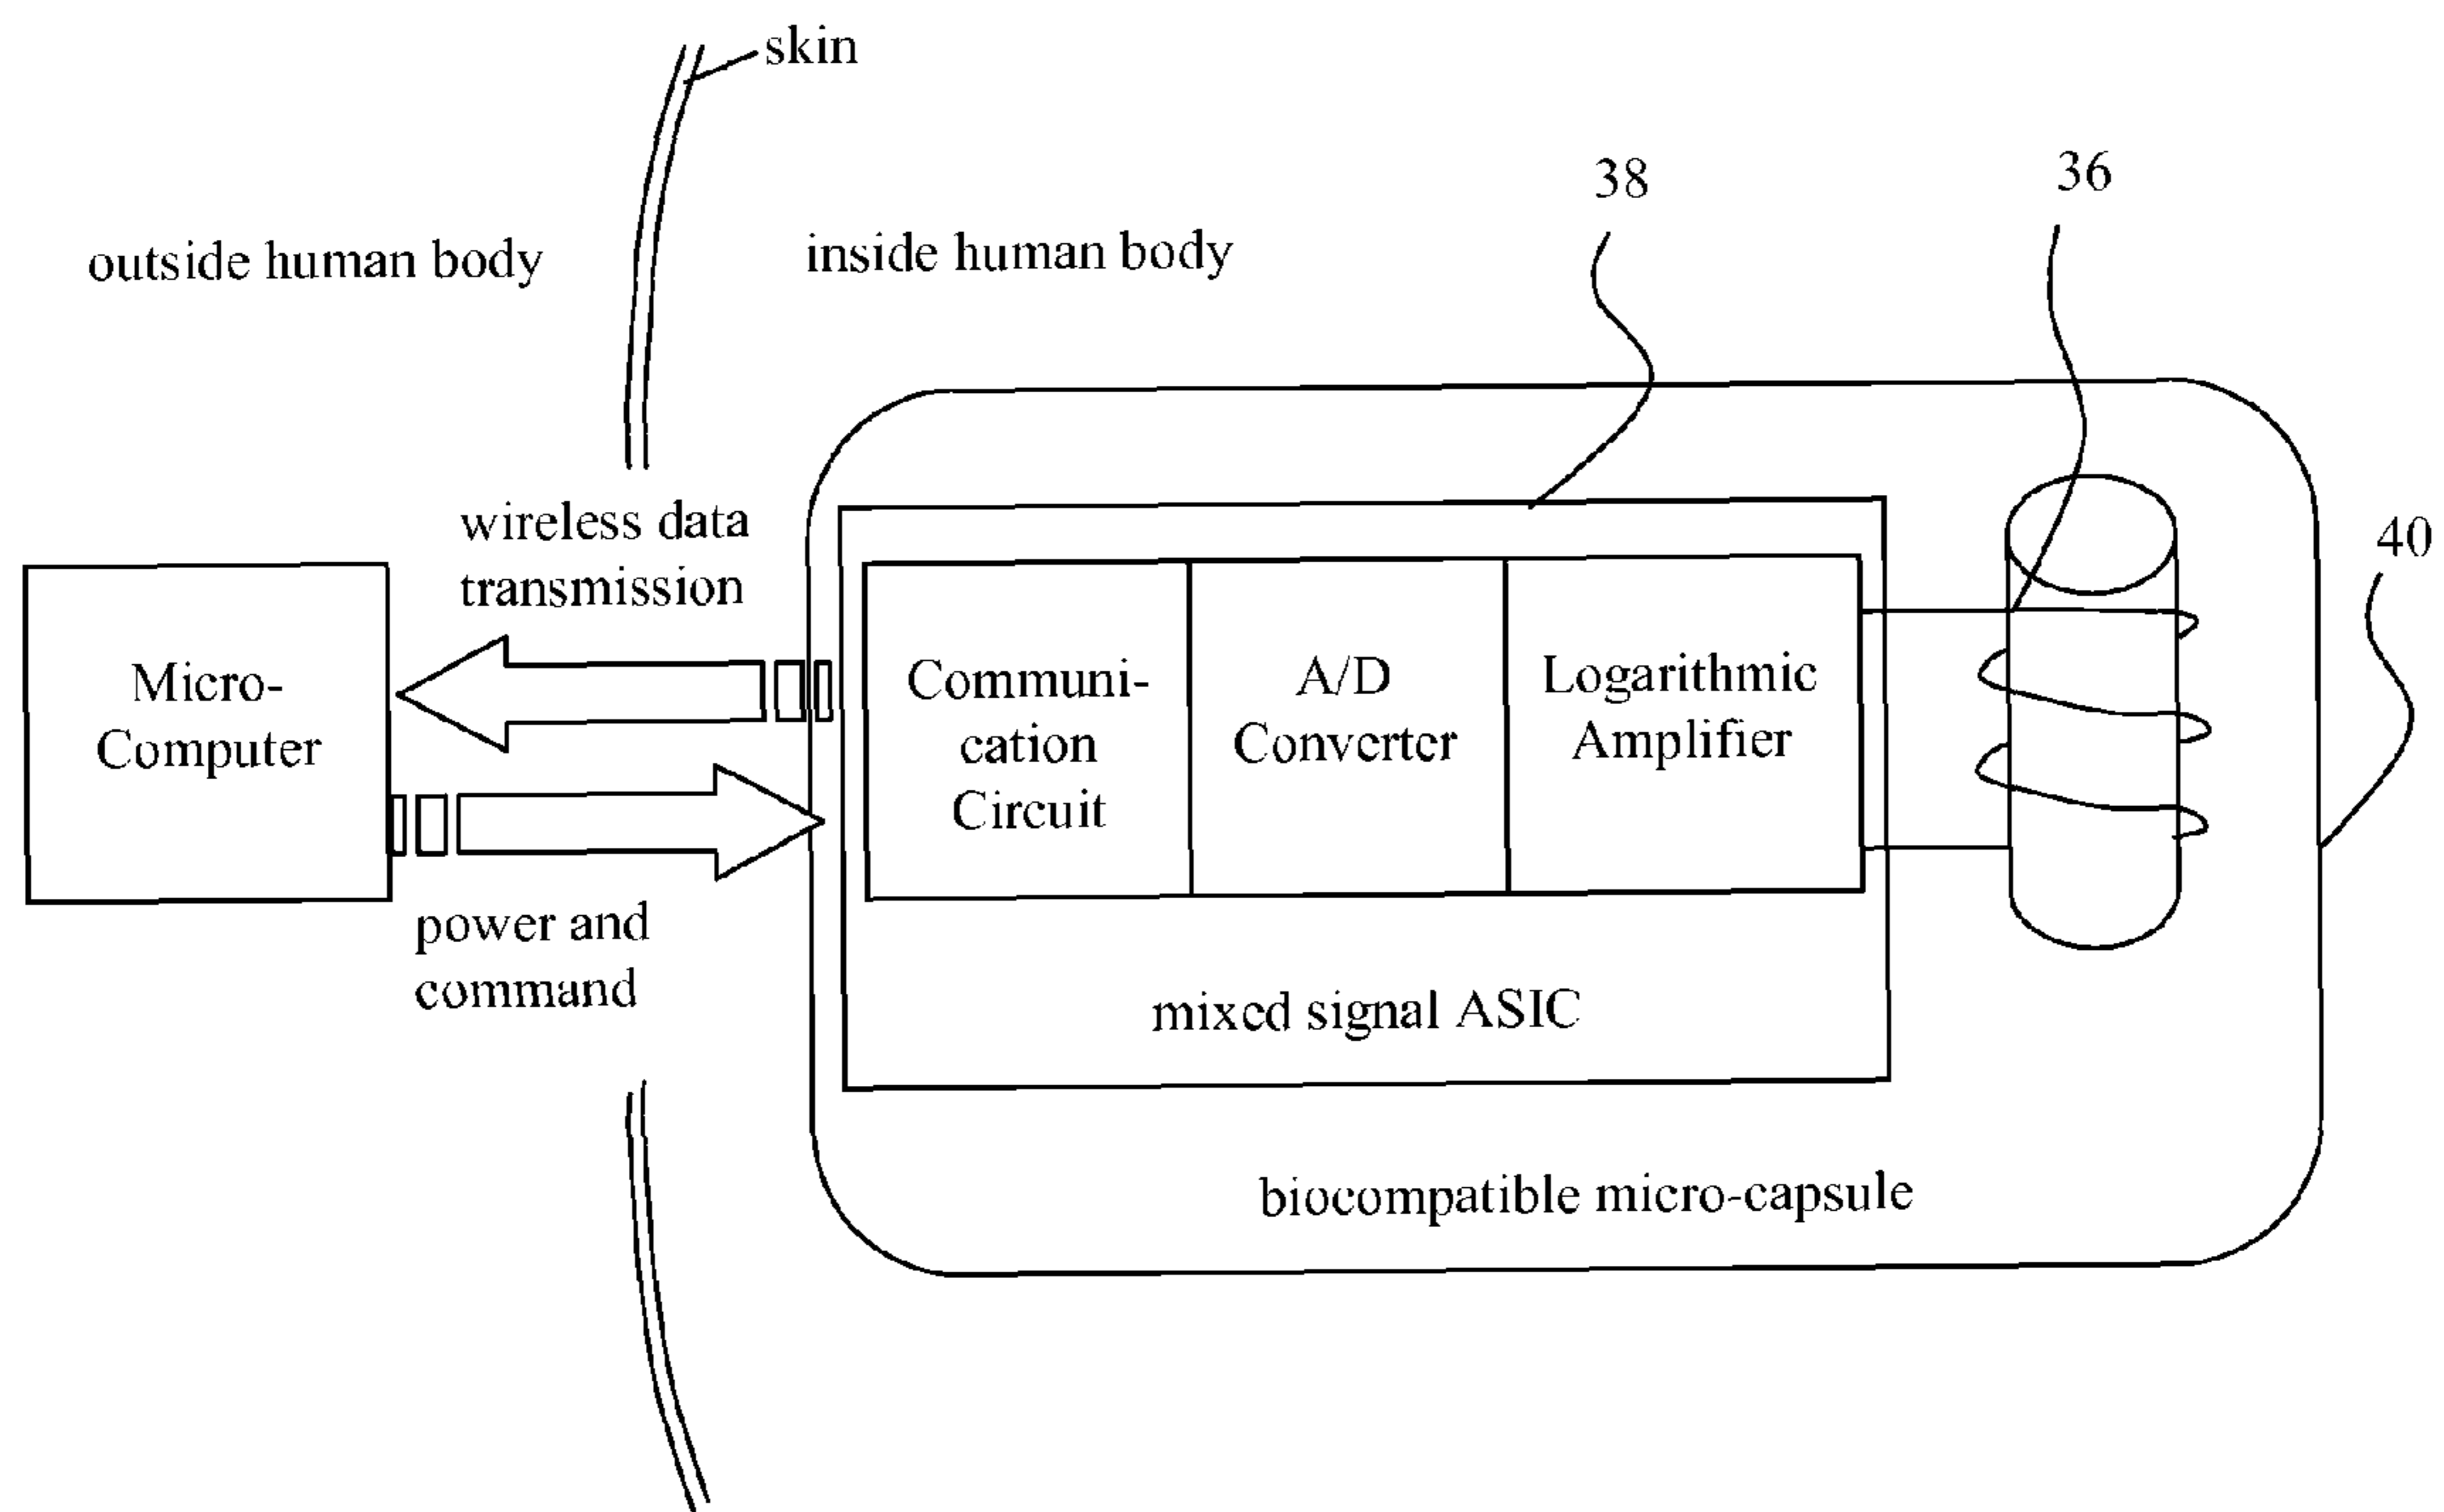 skin
38
36
outside human body
inside human body
wireless data
transmission
40
Micro-
Computer
Communi-
cation
Circuit
A/D
Converter
Logarithmic
Amplifier
power and
command
mixed signal ASIC
biocompatible micro-capsule